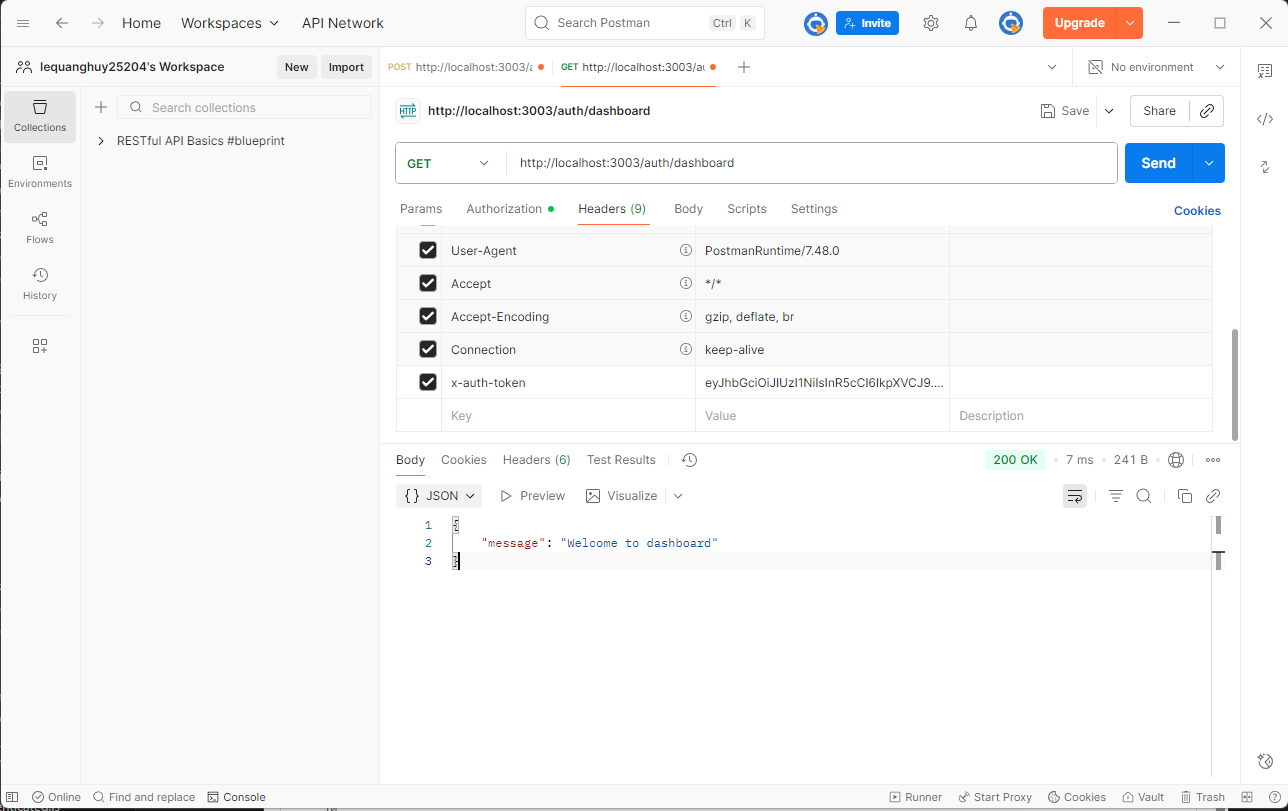 Home Workspaces API Network Search Postman Ctrl K Invite Upgrade
lequanghuy25204's Workspace New Import POST http://localhost:3003/a GET http://localhost:3003/au No environment
Collections Search collections http://localhost:3003/auth/dashboard Save Share
RESTful API Basics #blueprint
GET http://localhost:3003/auth/dashboard Send
Environments
Params Authorization Headers (9) Body Scripts Settings Cookies
Flows
User-Agent PostmanRuntime/7.48.0
Accept */*
History
Accept-Encoding gzip, deflate, br
Connection keep-alive
x-auth-token eyJhbGciOiJIUzI1NiIsInR5cCI6IkpXVCJ9....
Key Value Description
Body Cookies Headers (6) Test Results 200 OK 7 ms 241 B
{} JSON Preview Visualize
1 {
2 "message": "Welcome to dashboard"
3 }
Online Find and replace Console Runner Start Proxy Cookies Vault Trash